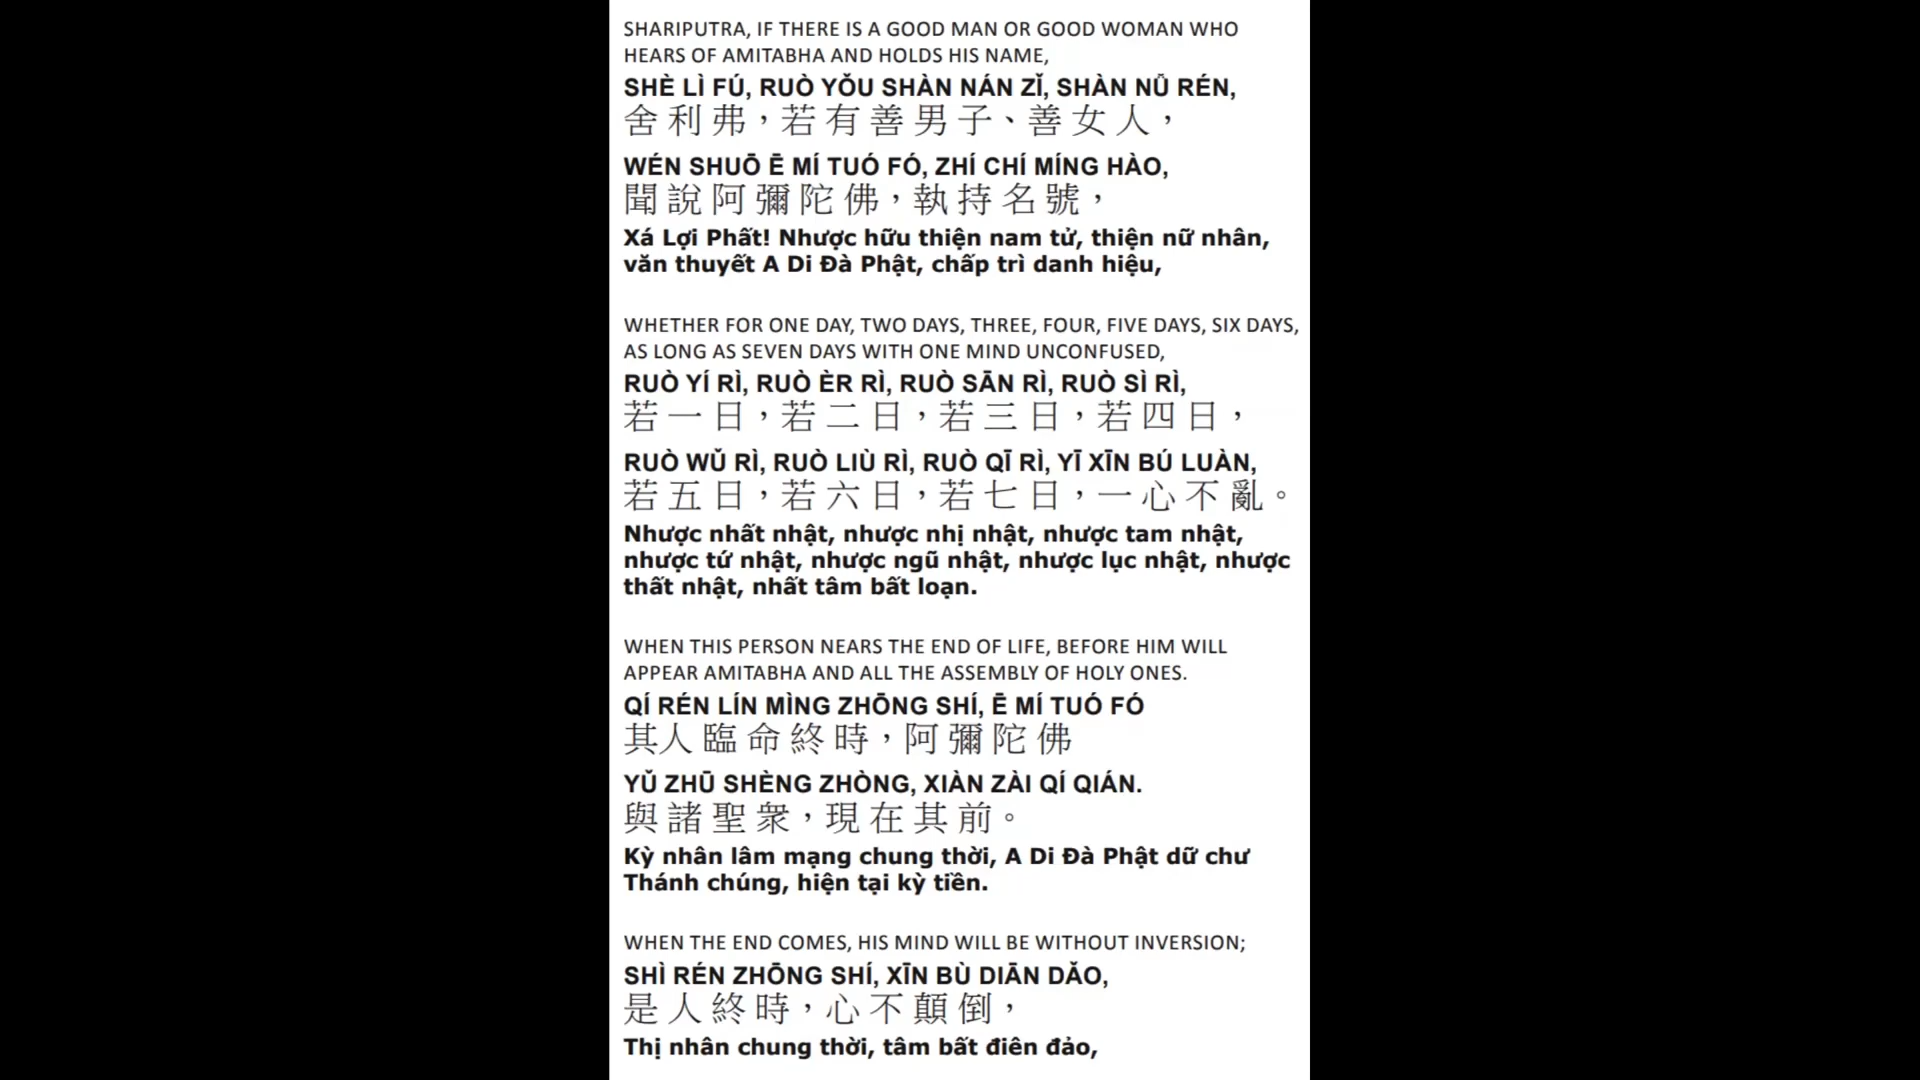 SHARIPUTRA, IF THERE IS A GOOD MAN OR GOOD WOMAN WHO
HEARS OF AMITABHA AND HOLDS HIS NAME,
SHÈ LÌ FÚ, RUÒ YǑU SHÀN NÁN ZǏ, SHÀN NǙ RÉN,
舍利弗，若有善男子、善女人，
WÉN SHUŌ Ē MÍ TUÓ FÓ, ZHÍ CHÍ MÍNG HÀO,
聞說阿彌陀佛，執持名號，
Xá Lợi Phất! Nhược hữu thiện nam tử, thiện nữ nhân,
văn thuyết A Di Đà Phật, chấp trì danh hiệu,
WHETHER FOR ONE DAY, TWO DAYS, THREE, FOUR, FIVE DAYS, SIX DAYS,
AS LONG AS SEVEN DAYS WITH ONE MIND UNCONFUSED,
RUÒ YÍ RÌ, RUÒ ÈR RÌ, RUÒ SĀN RÌ, RUÒ SÌ RÌ,
若一日，若二日，若三日，若四日，
RUÒ WǓ RÌ, RUÒ LIÙ RÌ, RUÒ QĪ RÌ, YĪ XĪN BÚ LUÀN,
若五日，若六日，若七日，一心不亂。
Nhược nhất nhật, nhược nhị nhật, nhược tam nhật,
nhược tứ nhật, nhược ngũ nhật, nhược lục nhật, nhược
thất nhật, nhất tâm bất loạn.
WHEN THIS PERSON NEARS THE END OF LIFE, BEFORE HIM WILL
APPEAR AMITABHA AND ALL THE ASSEMBLY OF HOLY ONES.
QÍ RÉN LÍN MÌNG ZHŌNG SHÍ, Ē MÍ TUÓ FÓ
其人臨命終時，阿彌陀佛
YǓ ZHŪ SHÈNG ZHÒNG, XIÀN ZÀI QÍ QIÁN.
與諸聖衆，現在其前。
Kỳ nhân lâm mạng chung thời, A Di Đà Phật dữ chư
Thánh chúng, hiện tại kỳ tiền.
WHEN THE END COMES, HIS MIND WILL BE WITHOUT INVERSION;
SHÌ RÉN ZHŌNG SHÍ, XĪN BÙ DIĀN DǍO,
是人終時，心不顛倒，
Thị nhân chung thời, tâm bất điên đảo,